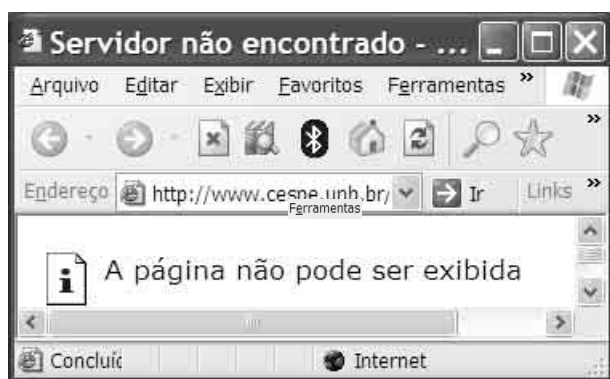 Servidor não encontrado - ...
Arquivo Editar Exibir Favoritos Ferramentas »
»
Endereço http://www.cespe.unb.br/ Ir Links »
Ferramentas
A página não pode ser exibida
Concluíd Internet